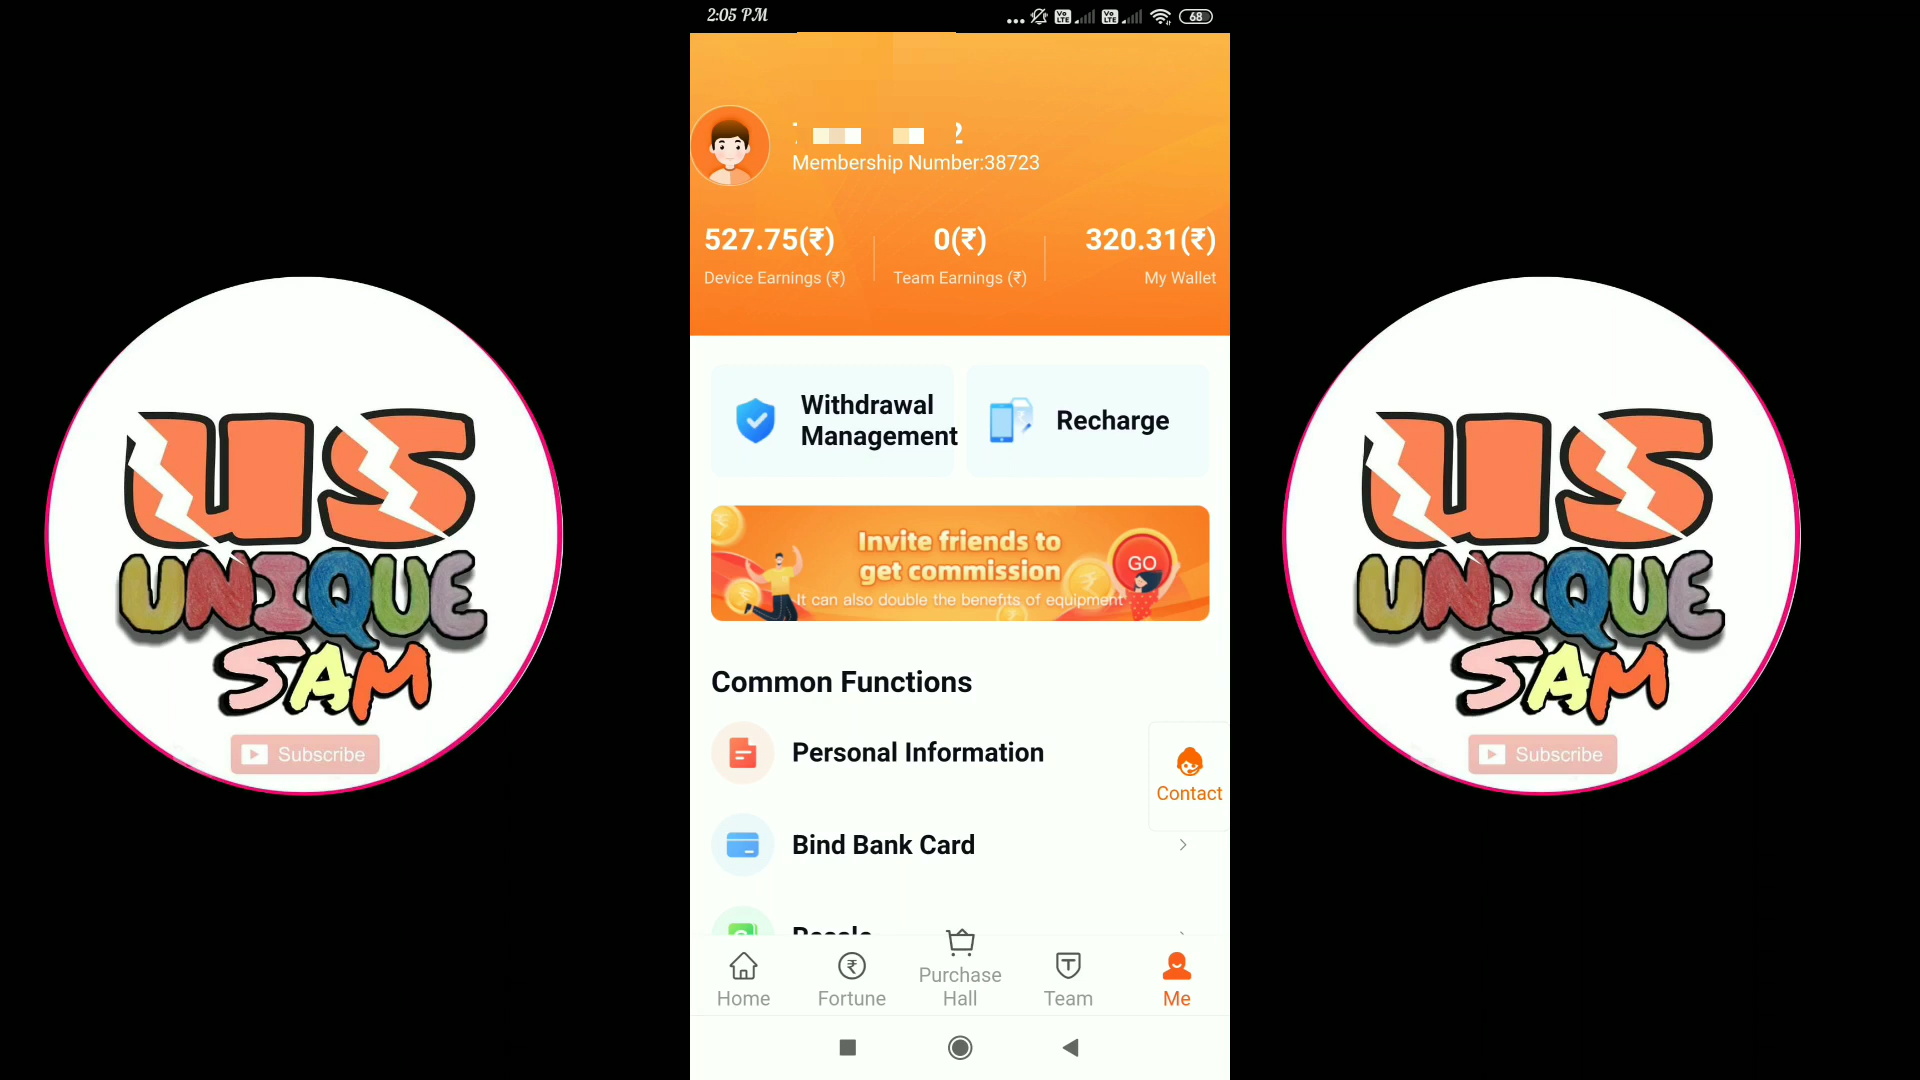 2:05 PM
68
Membership Number:38723
527.75(₹)
0(₹)
320.31(₹)
Device Earnings (₹)
Team Earnings (₹)
My Wallet
Withdrawal
Management
Recharge
Invite friends to
get commission
GO
It can also double the benefits of equipment
Common Functions
Personal Information
Contact
Bind Bank Card
Home
Fortune
Purchase
Hall
Team
Me
US
UNIQUE
SAM
Subscribe
US
UNIQUE
SAM
Subscribe